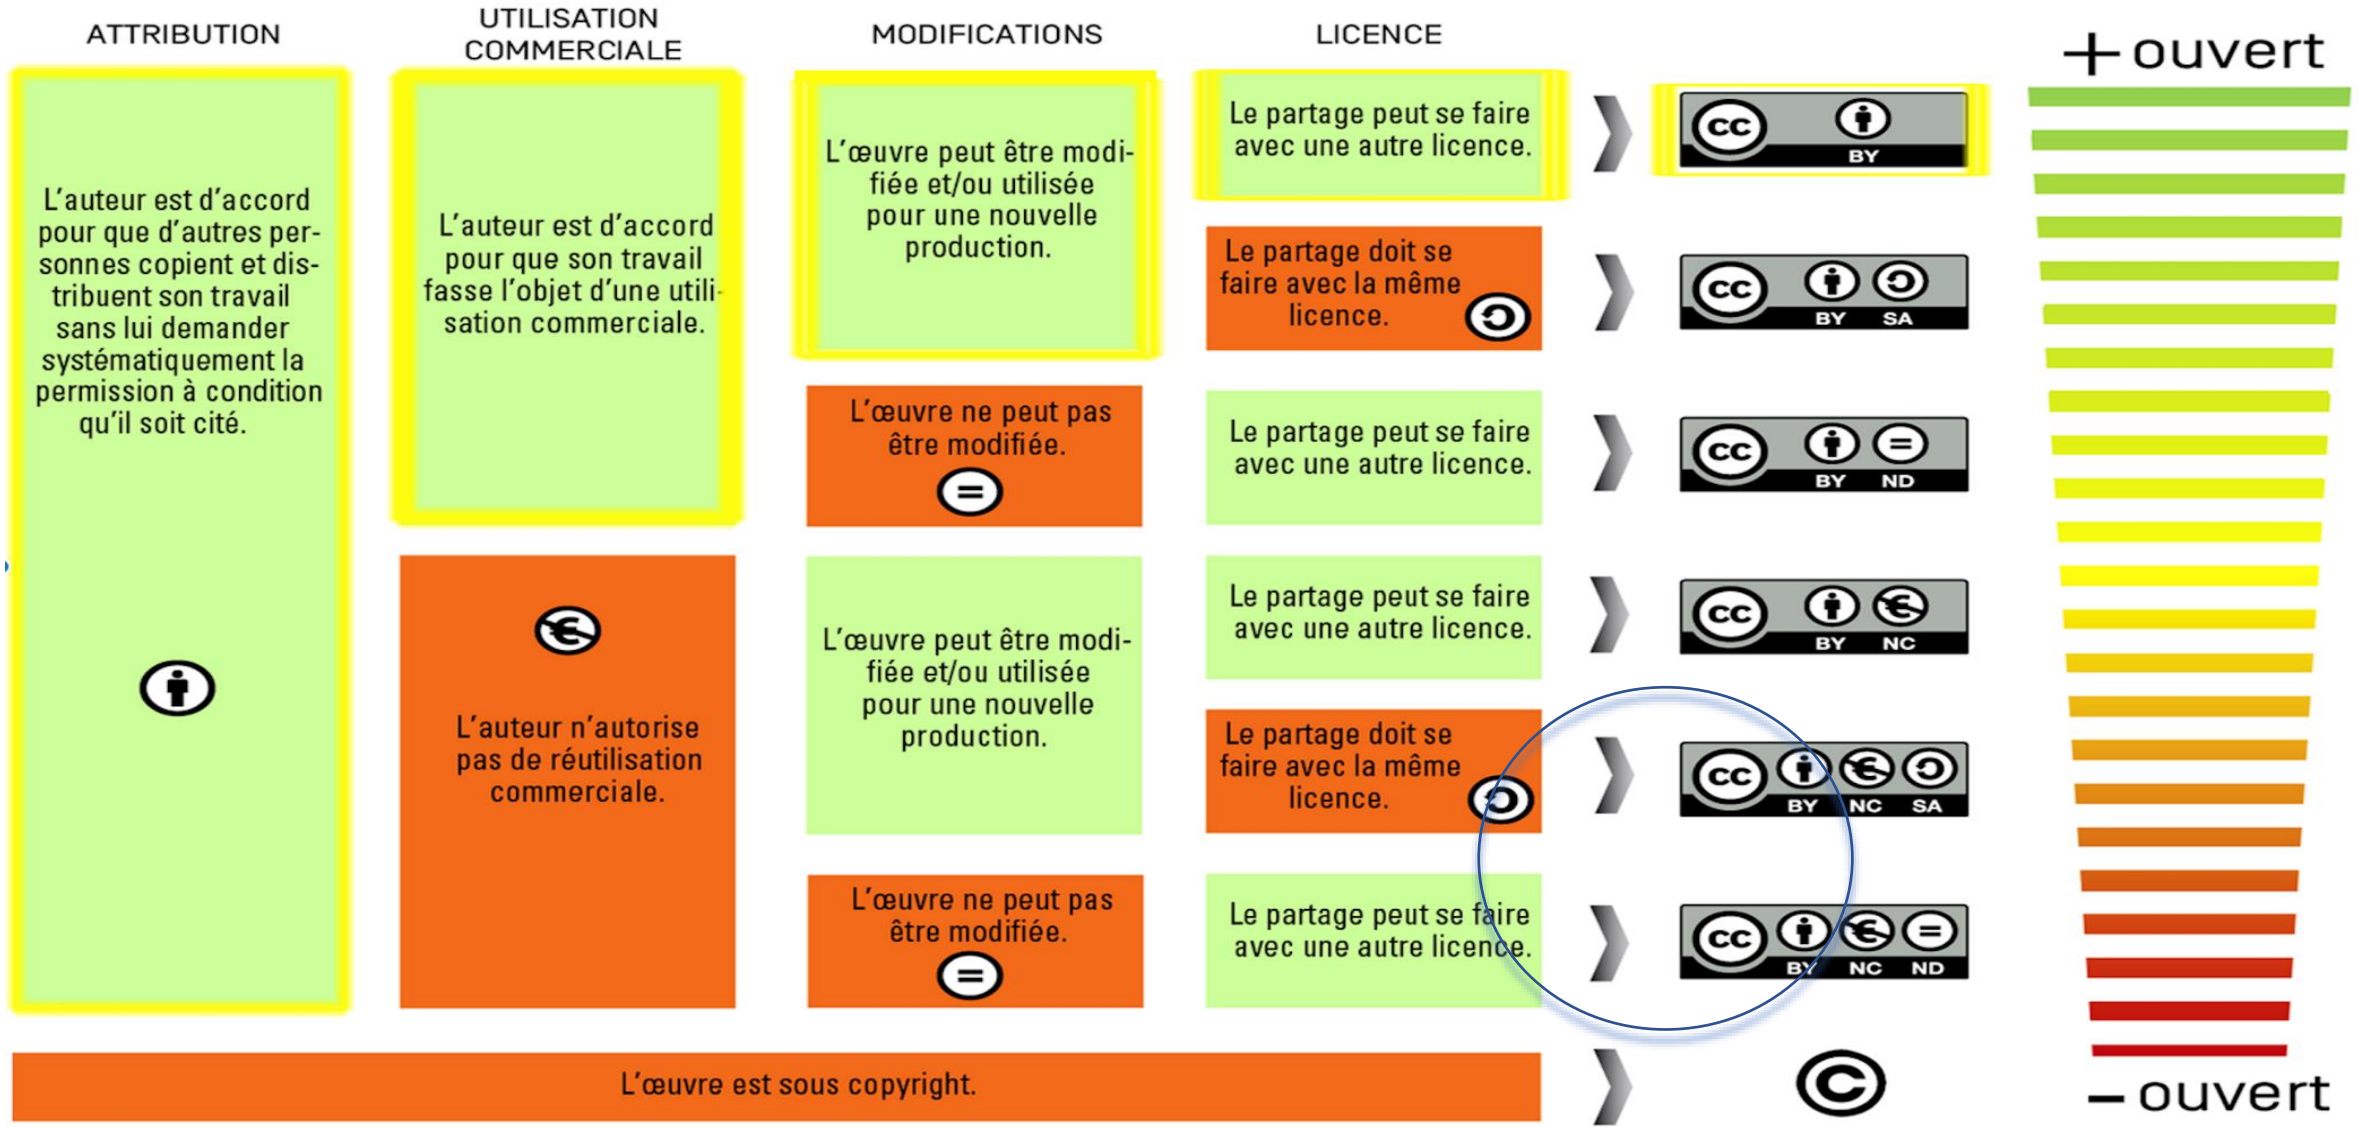 ATTRIBUTION
UTILISATION
COMMERCIALE
MODIFICATIONS
LICENCE
+ ouvert
L'auteur est d'accord
pour que d'autres per-
sonnes copient et dis-
tribuent son travail
sans lui demander
systématiquement la
permission à condition
qu'il soit cité.
L'auteur est d'accord
pour que son travail
fasse l'objet d'une utili-
sation commerciale.
L'auteur n'autorise
pas de réutilisation
commerciale.
L'œuvre peut être modi-
fiée et/ou utilisée
pour une nouvelle
production.
L'œuvre ne peut pas
être modifiée.
L'œuvre peut être modi-
fiée et/ou utilisée
pour une nouvelle
production.
L'œuvre ne peut pas
être modifiée.
Le partage peut se faire
avec une autre licence.
Le partage doit se
faire avec la même
licence.
Le partage peut se faire
avec une autre licence.
Le partage peut se faire
avec une autre licence.
Le partage doit se
faire avec la même
licence.
Le partage peut se faire
avec une autre licence.
cc
BY
cc
BY SA
cc
BY ND
cc
BY NC
cc
BY NC SA
cc
BY NC ND
L'œuvre est sous copyright.
©
– ouvert